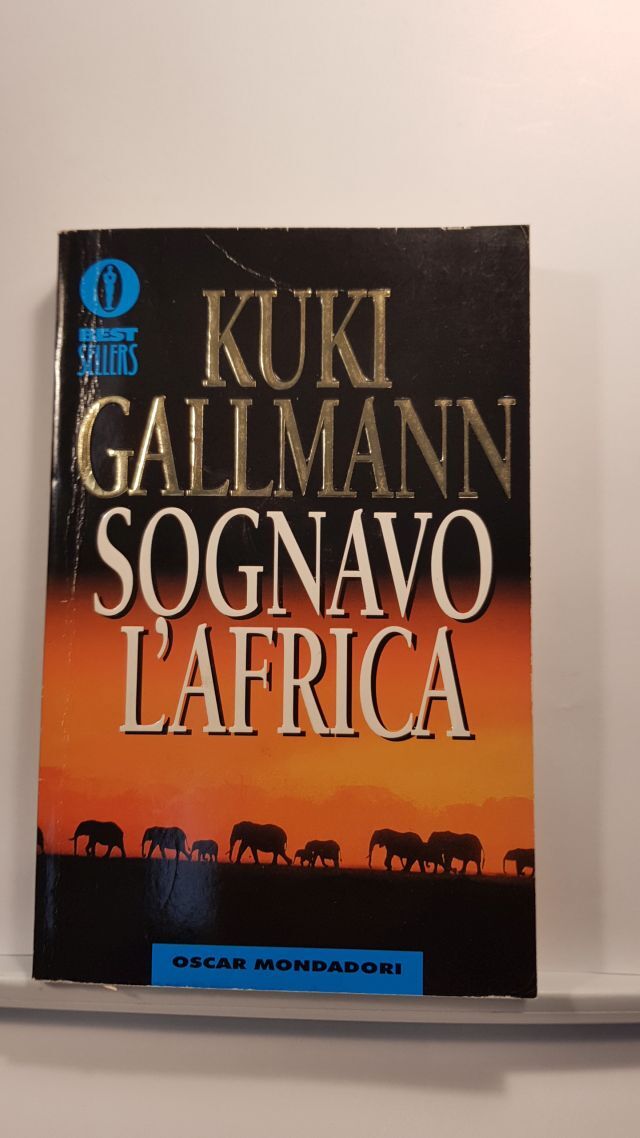 BEST
SELLERS
KUKI
GALLMANN
SOGNAVO
L'AFRICA
OSCAR MONDADORI